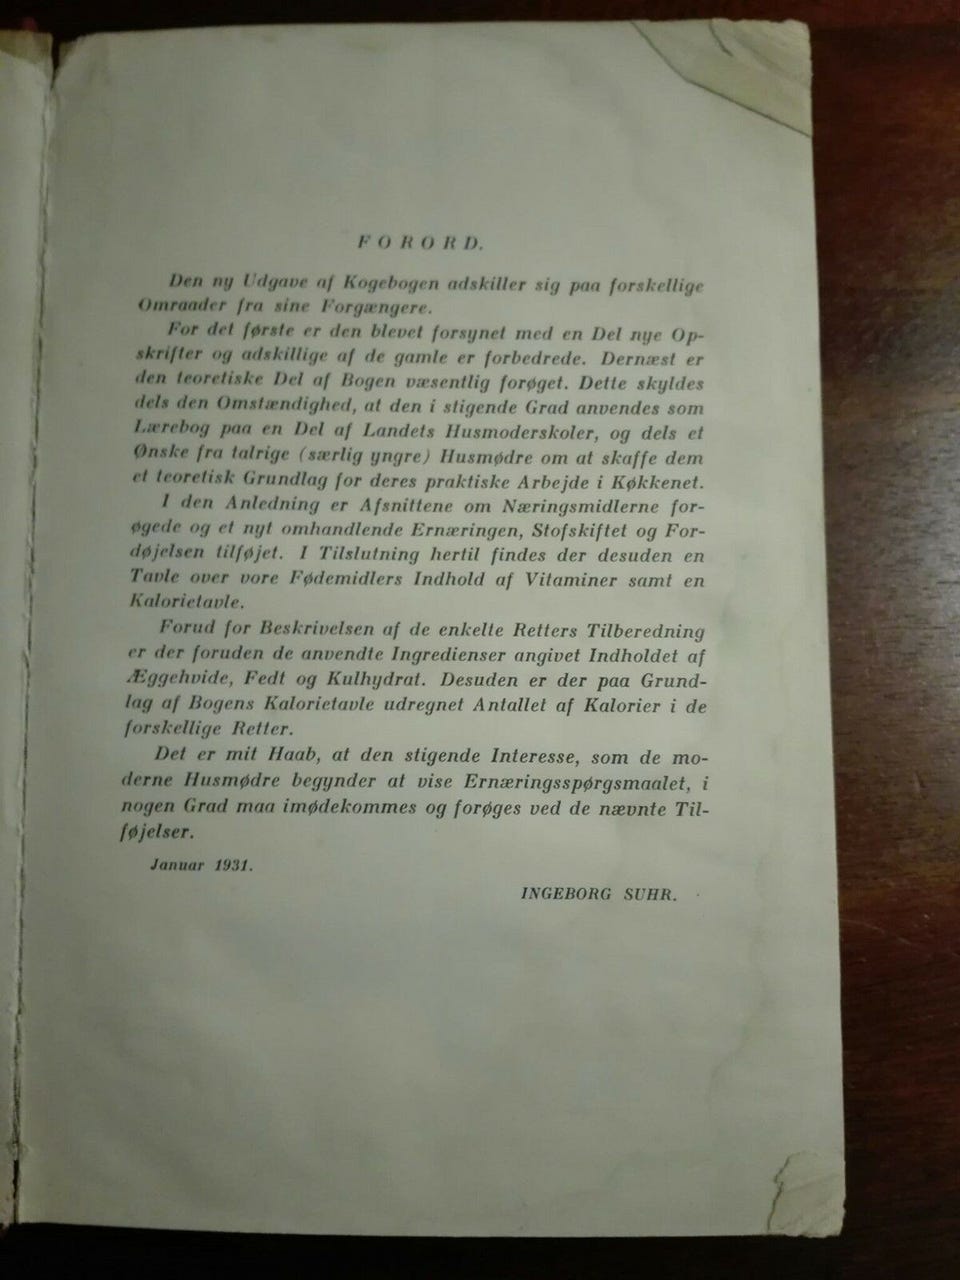 FORORD.
Den ny Udgave af Kogebogen adskiller sig paa forskellige
Omraader fra sine Forgængere.
For det første er den blevet forsynet med en Del nye Op-
skrifter og adskillige af de gamle er forbedrede. Dernæst er
den teoretiske Del af Bogen væsentlig forøget. Dette skyldes
dels den Omstændighed, at den i stigende Grad anvendes som
Lærebog paa en Del af Landets Husmoderskoler, og dels et
Ønske fra talrige (særlig yngre) Husmødre om at skaffe dem
et teoretisk Grundlag for deres praktiske Arbejde i Køkkenet.
I den Anledning er Afsnittene om Næringsmidlerne for-
øgede og et nyt omhandlende Ernæringen, Stofskiftet og For-
døjelsen tilføjet. I Tilslutning hertil findes der desuden en
Tavle over vore Fødemidlers Indhold af Vitaminer samt en
Kalorietavle.
Forud for Beskrivelsen af de enkelte Retters Tilberedning
er der foruden de anvendte Ingredienser angivet Indholdet af
Æggehvide, Fedt og Kulhydrat. Desuden er der paa Grund-
lag af Bogens Kalorietavle udregnet Antallet af Kalorier i de
forskellige Retter.
Det er mit Haab, at den stigende Interesse, som de mo-
derne Husmødre begynder at vise Ernæringsspørgsmaalet, i
nogen Grad maa imødekommes og forøges ved de nævnte Til-
føjelser.
Januar 1931.
INGEBORG SUHR.